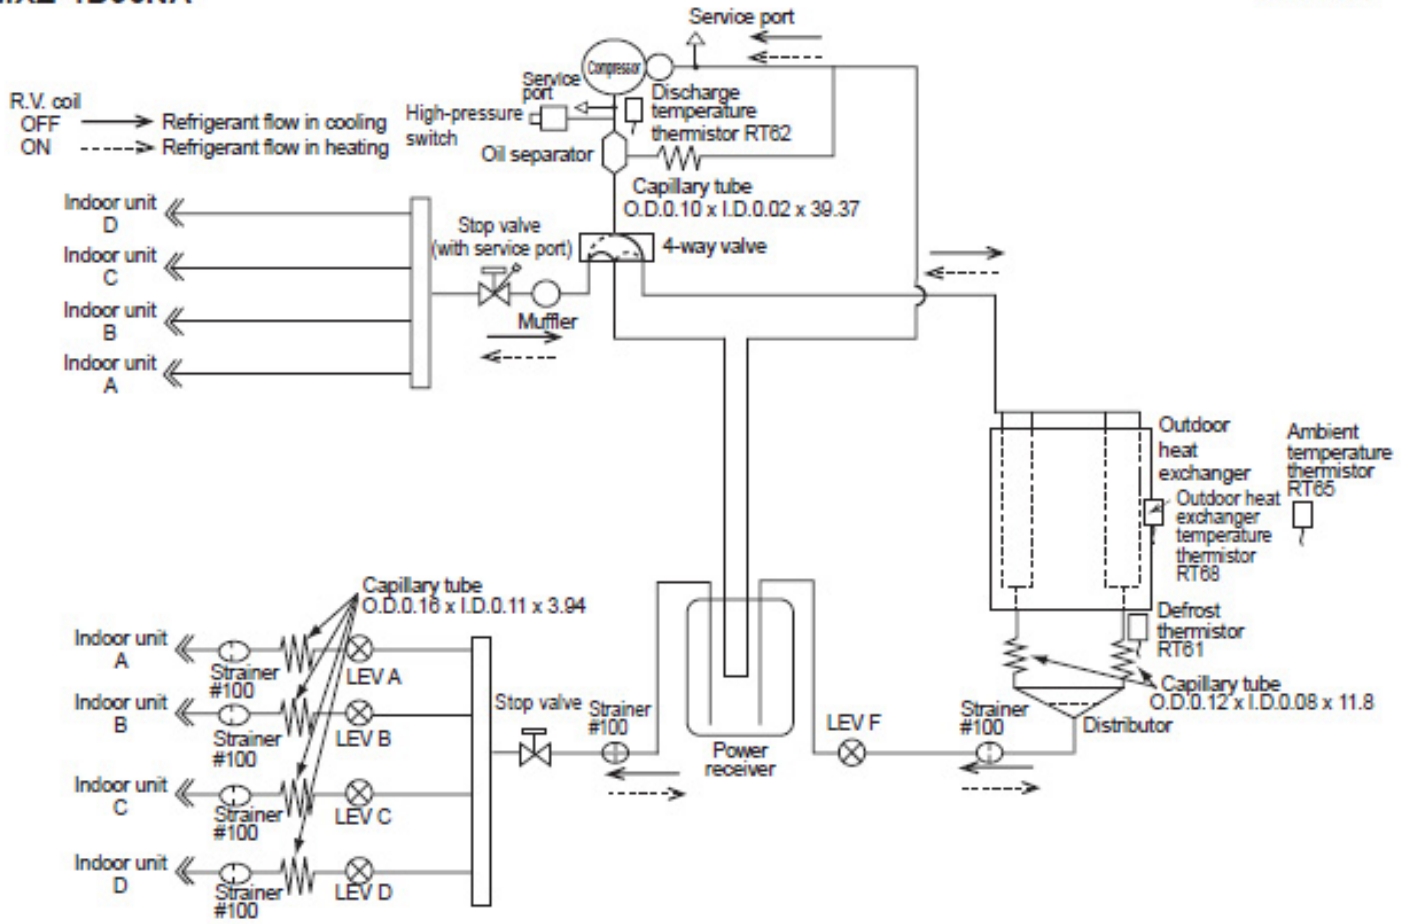 Service port
Compressor
Service
port
High-pressure
switch
Discharge
temperature
thermistor RT62
R.V. coil
OFF Refrigerant flow in cooling
ON Refrigerant flow in heating
Oil separator
Capillary tube
O.D.0.10 x I.D.0.02 x 39.37
Indoor unit
D
Stop valve
(with service port)
4-way valve
Indoor unit
C
Indoor unit
B
Muffler
Indoor unit
A
Outdoor
heat
exchanger
Ambient
temperature
thermistor
RT65
Outdoor heat
exchanger
temperature
thermistor
RT68
Capillary tube
O.D.0.16 x I.D.0.11 x 3.94
Defrost
thermistor
RT61
Indoor unit
A
Strainer
#100
LEV A
Capillary tube
O.D.0.12 x I.D.0.08 x 11.8
Indoor unit
B
Strainer
#100
LEV B
Stop valve
Strainer
#100
Power
receiver
LEV F
Strainer
#100
Distributor
Indoor unit
C
Strainer
#100
LEV C
Indoor unit
D
Strainer
#100
LEV D